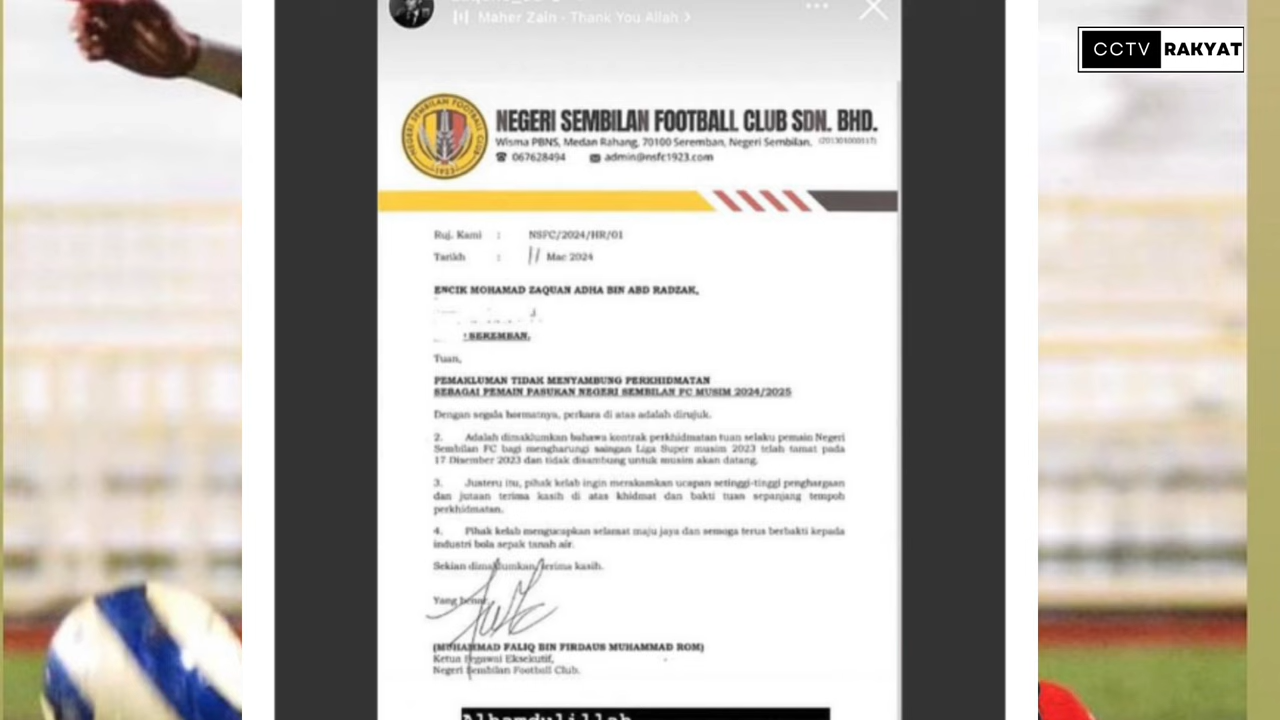 Maher Zain · Thank You Allah
CCTV RAKYAT
NEGERI SEMBILAN FOOTBALL CLUB
NEGERI SEMBILAN FOOTBALL CLUB SDN. BHD.
Wisma PBNS, Medan Rahang, 70100 Seremban, Negeri Sembilan.
067628494 admin@nsfc1923.com
Ruj. Kami : NSFC/2024/HR/01
Tarikh : 11 Mac 2024
ENCIK MOHAMAD ZAQUAN ADHA BIN ABD RADZAK,
SEREMBAN.
Tuan,
PEMAKLUMAN TIDAK MENYAMBUNG PERKHIDMATAN
SEBAGAI PEMAIN PASUKAN NEGERI SEMBILAN FC MUSIM 2024/2025
Dengan segala hormatnya, perkara di atas adalah dirujuk.
2. Adalah dimaklumkan bahawa kontrak perkhidmatan tuan selaku pemain Negeri
Sembilan FC bagi mengharungi saingan Liga Super musim 2023 telah tamat pada
17 Disember 2023 dan tidak disambung untuk musim akan datang.
3. Justeru itu, pihak kelab ingin merakamkan ucapan setinggi-tinggi penghargaan
dan jutaan terima kasih di atas khidmat dan bakti tuan sepanjang tempoh
perkhidmatan.
4. Pihak kelab mengucapkan selamat maju jaya dan semoga terus berbakti kepada
industri bola sepak tanah air.
Sekian dimaklumkan, terima kasih.
Yang benar,
(MUHAMMAD FALIQ BIN FIRDAUS MUHAMMAD ROM)
Ketua Pegawai Eksekutif,
Negeri Sembilan Football Club.
Alhamdulillah